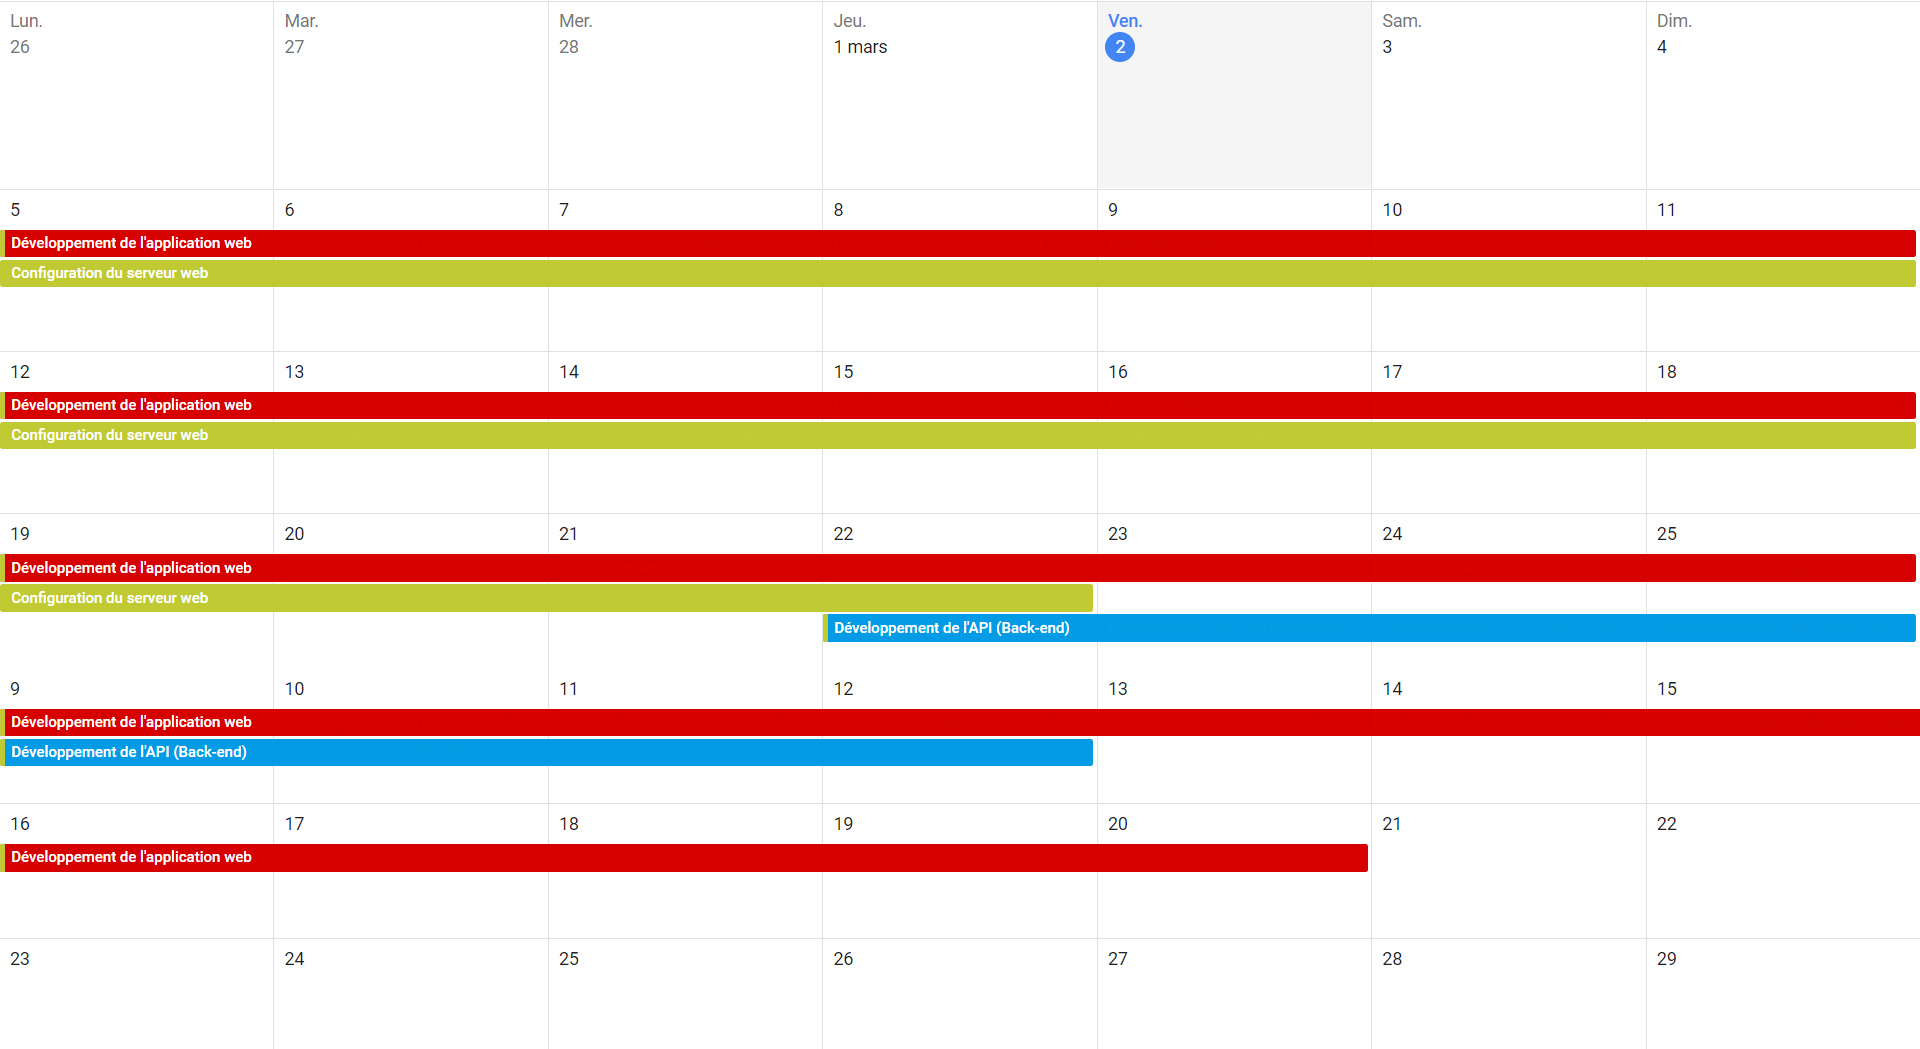 Lun. Mar. Mer. Jeu. Ven. Sam. Dim.
26 27 28 1 mars 2 3 4
5 6 7 8 9 10 11
Développement de l'application web
Configuration du serveur web
12 13 14 15 16 17 18
Développement de l'application web
Configuration du serveur web
19 20 21 22 23 24 25
Développement de l'application web
Configuration du serveur web
Développement de l'API (Back-end)
9 10 11 12 13 14 15
Développement de l'application web
Développement de l'API (Back-end)
16 17 18 19 20 21 22
Développement de l'application web
23 24 25 26 27 28 29